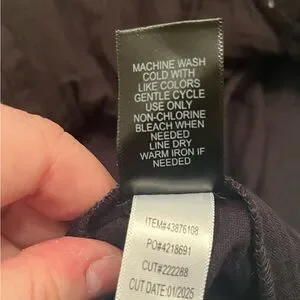 MACHINE WASH
COLD WITH
LIKE COLORS
GENTLE CYCLE
USE ONLY
NON-CHLORINE
BLEACH WHEN
NEEDED
LINE DRY
WARM IRON IF
NEEDED
ITEM#43876108
PO#4218691
CUT#222288
CUT DATE:01/2025